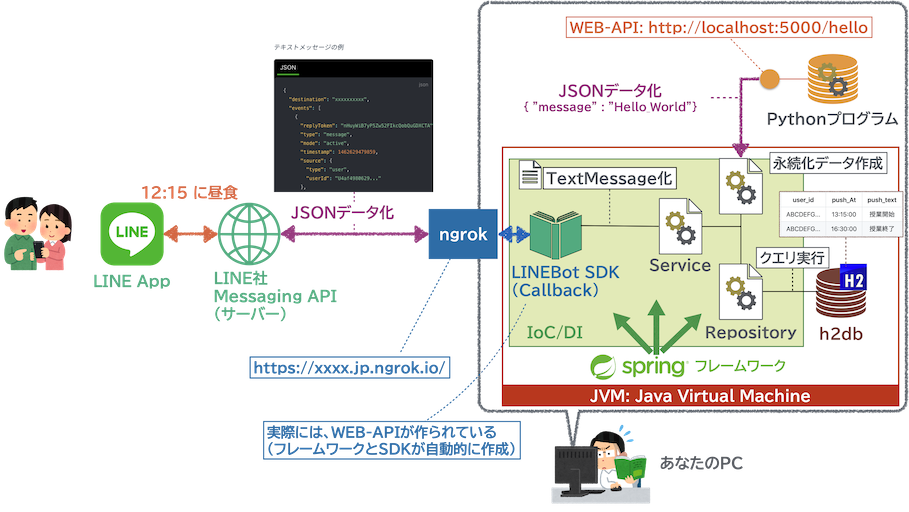 WEB-API: http://localhost:5000/hello
テキストメッセージの例
JSON
json
{
"destination": "xxxxxxxxxx",
"events": [
{
"type": "message",
"mode": "active",
"timestamp": 1462629479859,
"source": {
"type": "user",
"userId": "U4af4980629..."
},
JSONデータ化
{ "message" : "Hello World"}
Pythonプログラム
永続化データ作成
TextMessage化
user_id push_At push_text
ABCDEFG... 13:15:00 授業開始
ABCDEFG... 16:30:00 授業終了
12:15 に昼食
LINE
JSONデータ化
ngrok
LINE App
LINE社
Messaging API
（サーバー）
LINEBot SDK
（Callback）
Service
クエリ実行
H2
Repository
h2db
IoC/DI
spring フレームワーク
https://xxxx.jp.ngrok.io/
JVM: Java Virtual Machine
実際には、WEB-APIが作られている
（フレームワークとSDKが自動的に作成）
あなたのPC